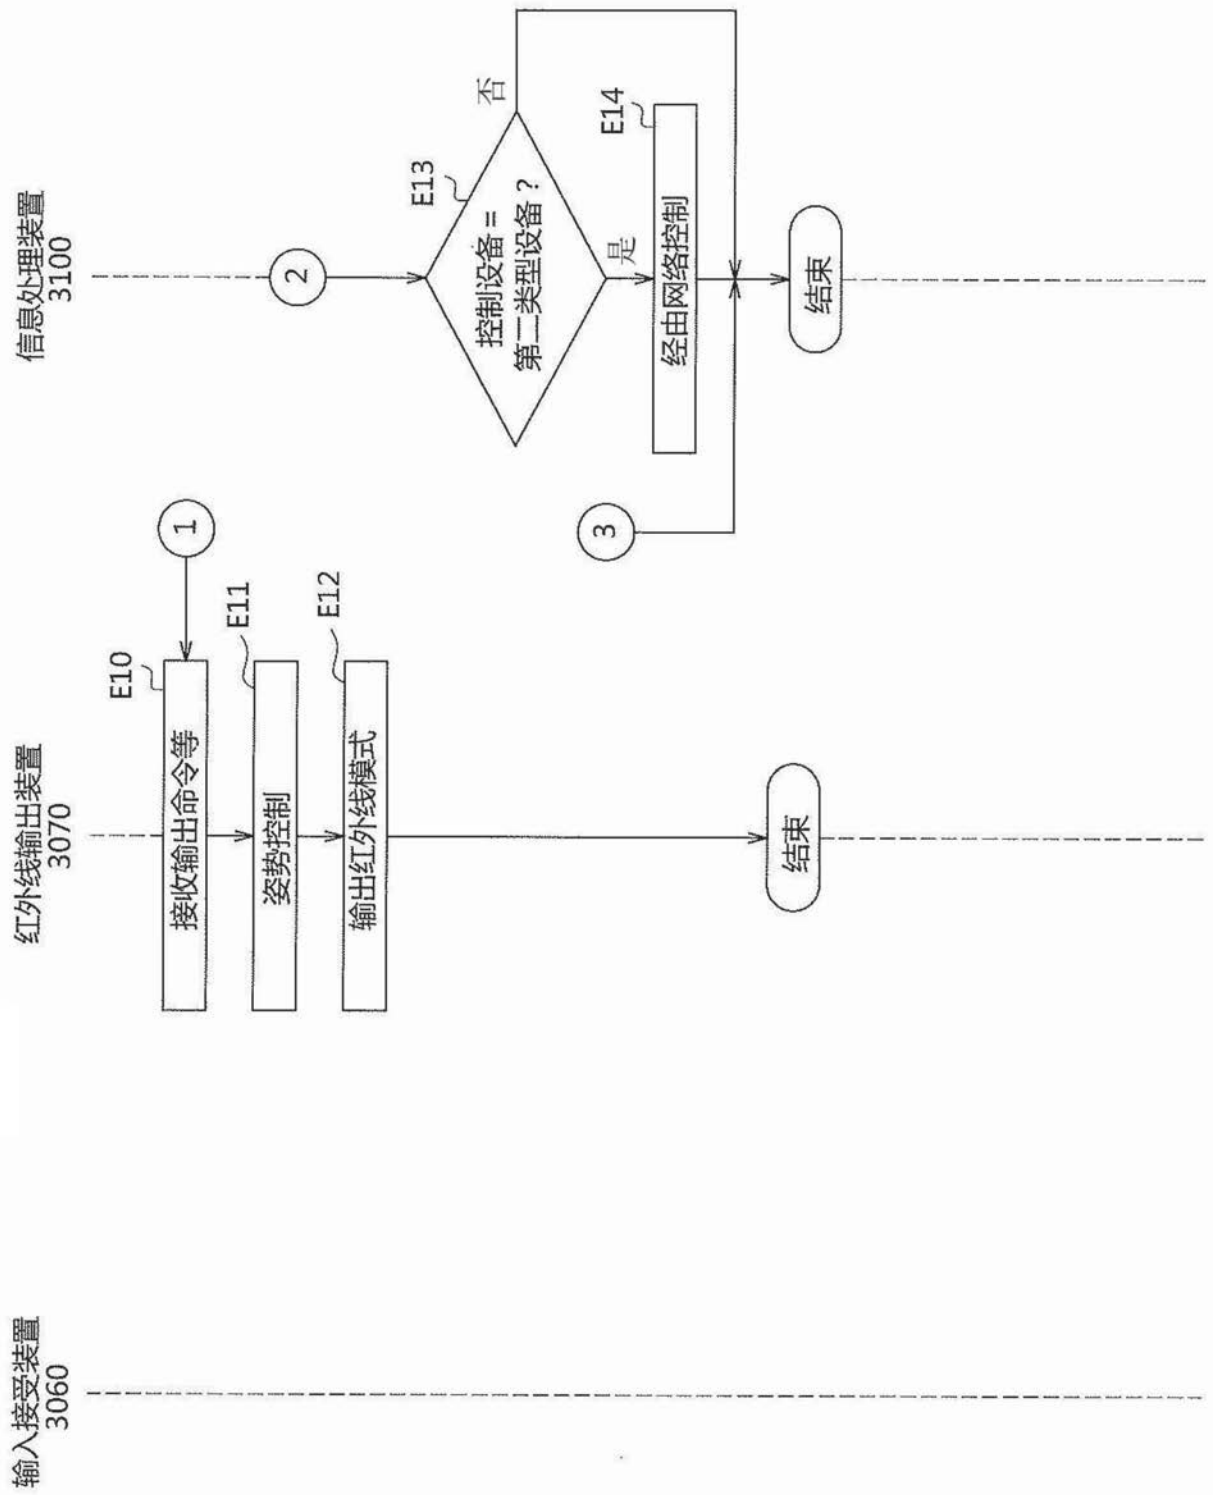 输入接受装置
3060
红外线输出装置
3070
信息处理装置
3100
1
E10
接收输出命令等
E11
姿势控制
E12
输出红外线模式
结束
2
E13
控制设备=
第二类型设备？
否
是
E14
经由网络控制
3
结束